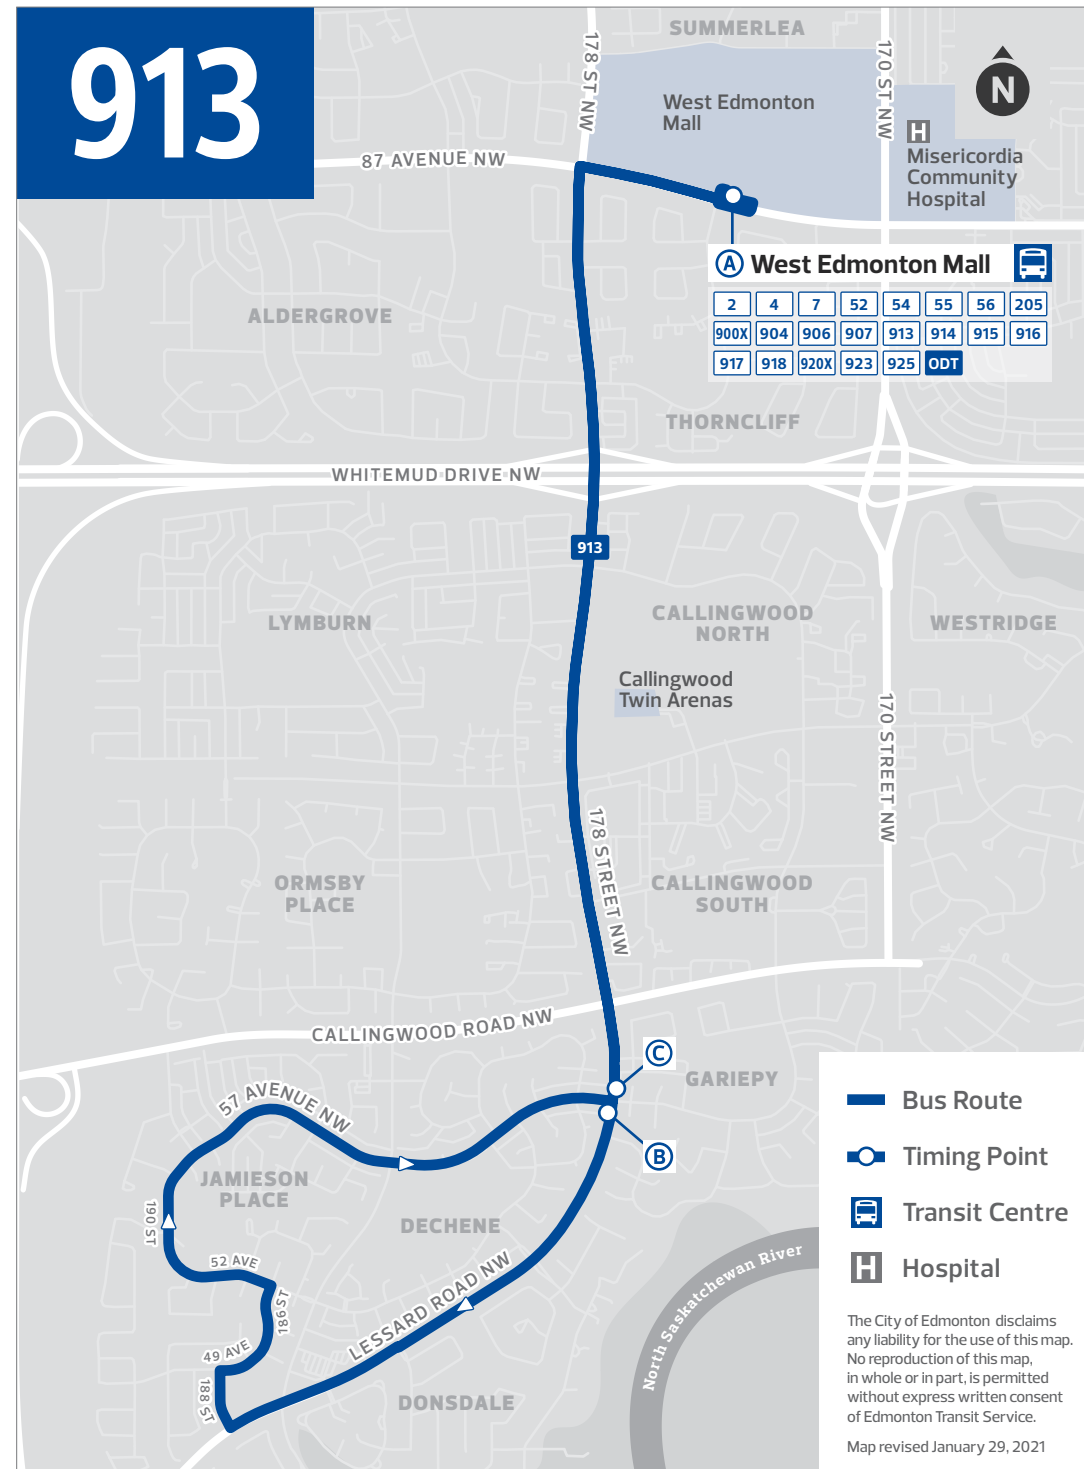 913
SUMMERLEA
178 ST NW
170 ST NW
N
West Edmonton
Mall
H
Misericordia
Community
Hospital
87 AVENUE NW
A West Edmonton Mall
2 4 7 52 54 55 56 205
900X 904 906 907 913 914 915 916
917 918 920X 923 925 ODT
ALDERGROVE
THORNCLIFF
WHITEMUD DRIVE NW
913
LYMBURN
CALLINGWOOD
NORTH
WESTRIDGE
Callingwood
Twin Arenas
170 STREET NW
178 STREET NW
ORMSBY
PLACE
CALLINGWOOD
SOUTH
CALLINGWOOD ROAD NW
C
GARIEPY
57 AVENUE NW
B
JAMIESON
PLACE
190 ST
DECHENE
52 AVE
186 ST
LESSARD ROAD NW
49 AVE
188 ST
DONSDALE
North Saskatchewan River
Bus Route
Timing Point
Transit Centre
H Hospital
The City of Edmonton disclaims
any liability for the use of this map.
No reproduction of this map,
in whole or in part, is permitted
without express written consent
of Edmonton Transit Service.
Map revised January 29, 2021